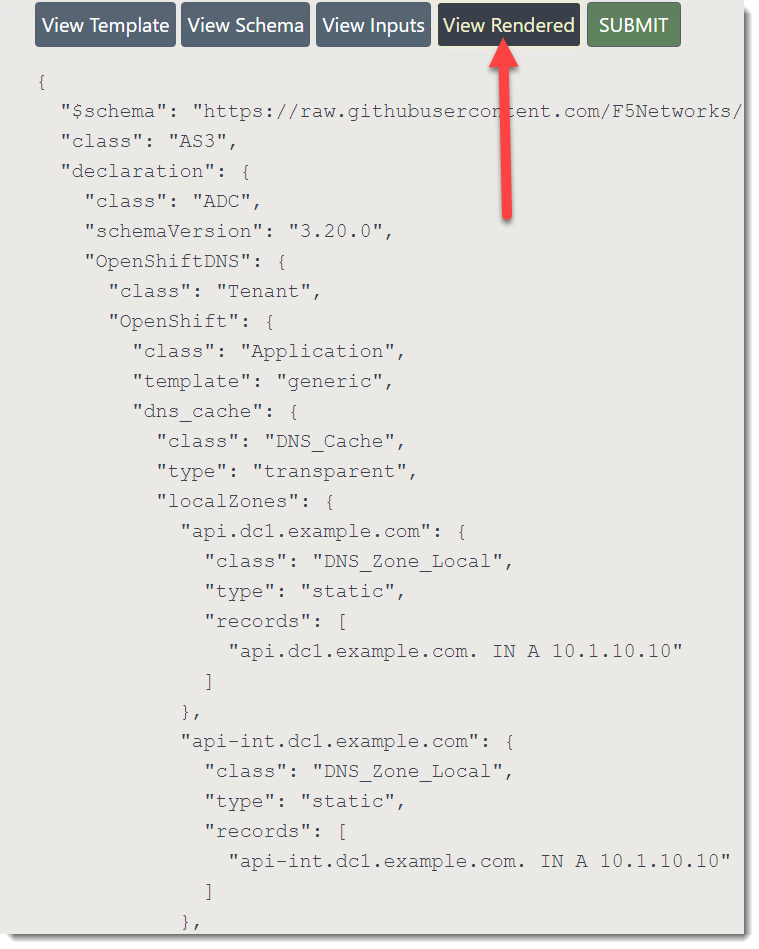 View Template View Schema View Inputs View Rendered SUBMIT
{
  "$schema": "https://raw.githubusercontent.com/F5Networks/
  "class": "AS3",
  "declaration": {
    "class": "ADC",
    "schemaVersion": "3.20.0",
    "OpenShiftDNS": {
      "class": "Tenant",
      "OpenShift": {
        "class": "Application",
        "template": "generic",
        "dns_cache": {
          "class": "DNS_Cache",
          "type": "transparent",
          "localZones": {
            "api.dc1.example.com": {
              "class": "DNS_Zone_Local",
              "type": "static",
              "records": [
                "api.dc1.example.com. IN A 10.1.10.10"
              ]
            },
            "api-int.dc1.example.com": {
              "class": "DNS_Zone_Local",
              "type": "static",
              "records": [
                "api-int.dc1.example.com. IN A 10.1.10.10"
              ]
            },